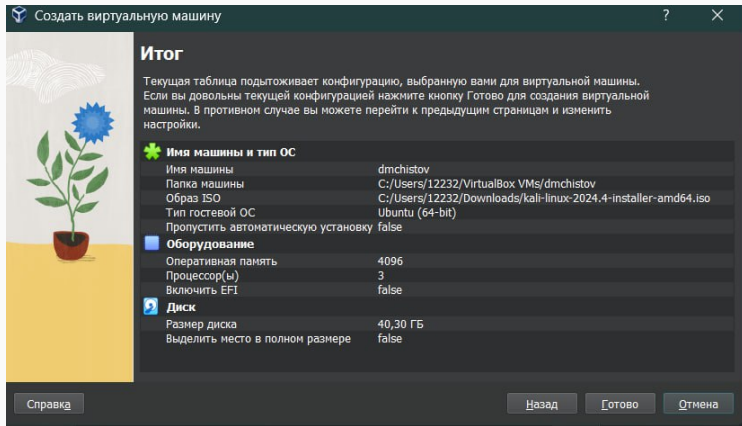 Создать виртуальную машину
?
Итог
Текущая таблица подытоживает конфигурацию, выбранную вами для виртуальной машины.
Если вы довольны текущей конфигурацией нажмите кнопку Готово для создания виртуальной
машины. В противном случае вы можете перейти к предыдущим страницам и изменить
настройки.
Имя машины и тип ОС
Имя машины dmchistov
Папка машины C:/Users/12232/VirtualBox VMs/dmchistov
Образ ISO C:/Users/12232/Downloads/kali-linux-2024.4-installer-amd64.iso
Тип гостевой ОС Ubuntu (64-bit)
Пропустить автоматическую установку false
Оборудование
Оперативная память 4096
Процессор(ы) 3
Включить EFI false
Диск
Размер диска 40,30 ГБ
Выделить место в полном размере false
Справка Назад Готово Отмена